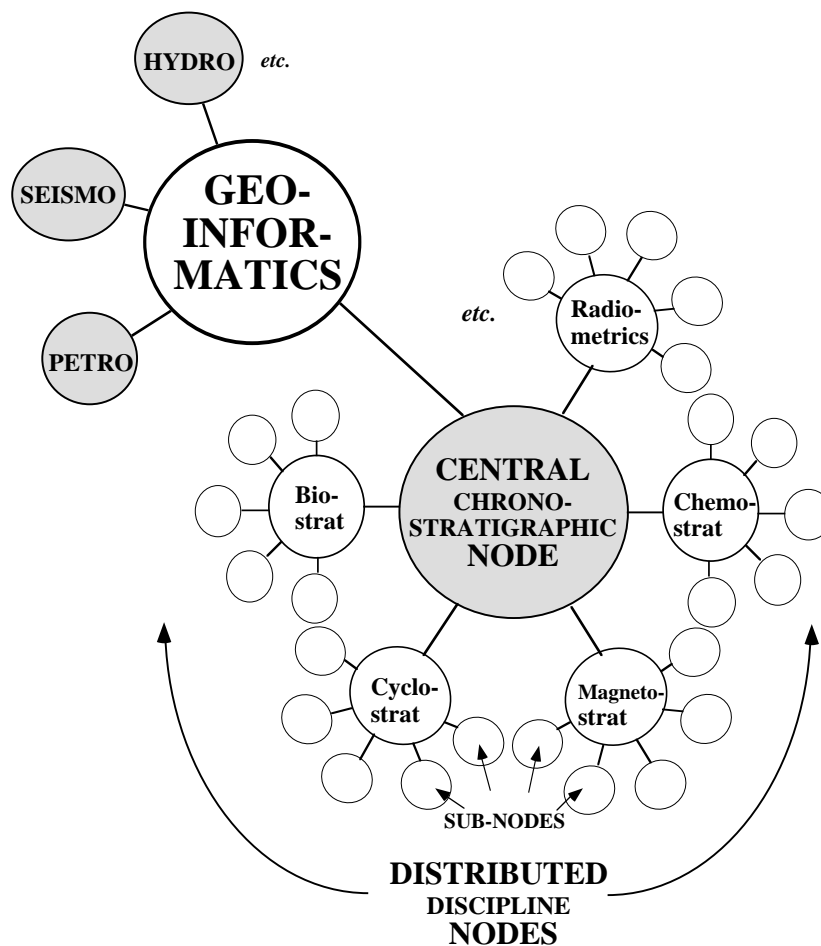 HYDRO
etc.
SEISMO
GEO-
INFOR-
MATICS
PETRO
etc.
Radio-
metrics
CENTRAL
CHRONO-
STRATIGRAPHIC
NODE
Bio-
strat
Chemo-
strat
Cyclo-
strat
Magneto-
strat
SUB-NODES
DISTRIBUTED
DISCIPLINE
NODES